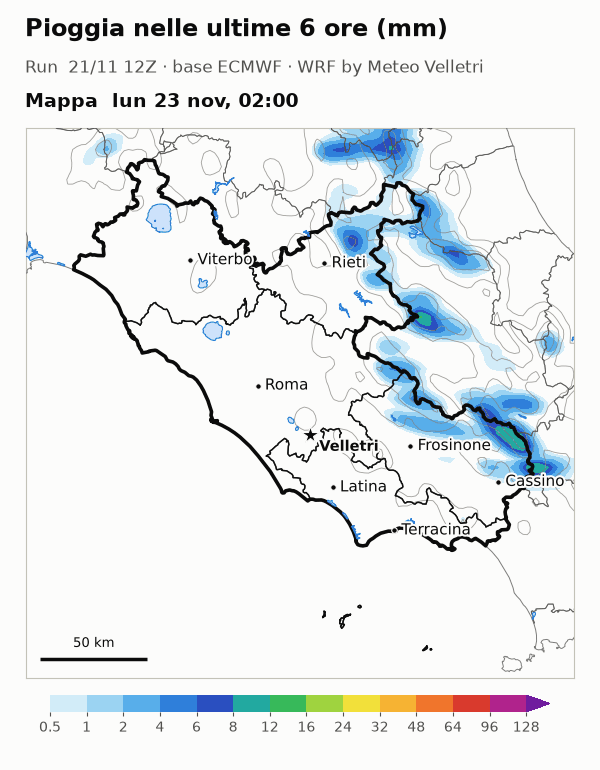 Pioggia nelle ultime 6 ore (mm)
Run 21/11 12Z · base ECMWF · WRF by Meteo Velletri
Mappa lun 23 nov, 02:00
Viterbo
Rieti
Roma
Velletri
Frosinone
Cassino
Latina
Terracina
50 km
0.5 1 2 4 6 8 12 16 24 32 48 64 96 128